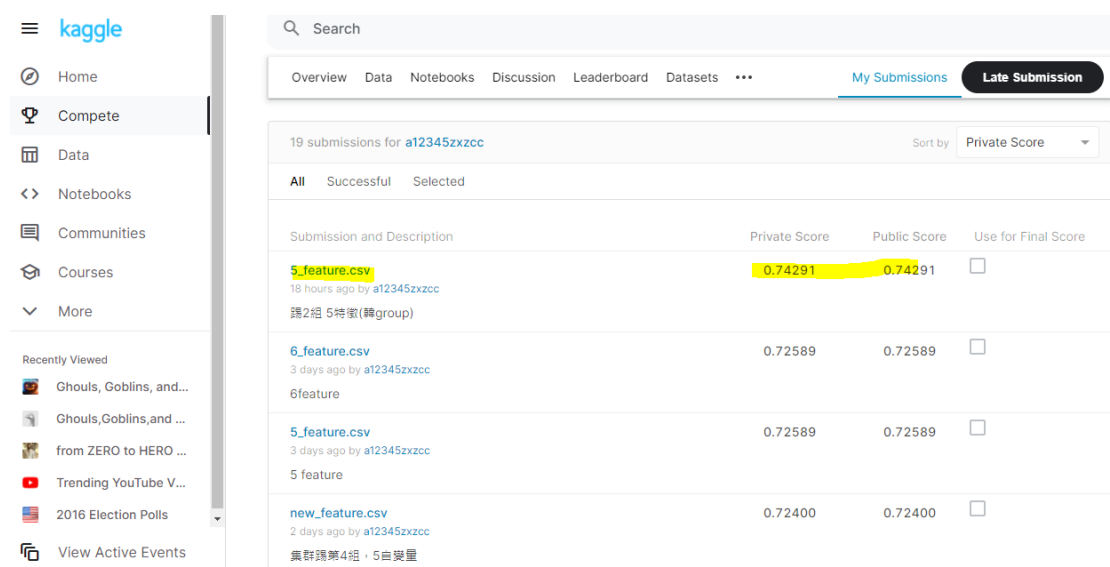 kaggle
Home
Compete
Data
Notebooks
Communities
Courses
More
Recently Viewed
Ghouls, Goblins, and...
Ghouls,Goblins,and ...
from ZERO to HERO ...
Trending YouTube V...
2016 Election Polls
View Active Events
Search
Overview Data Notebooks Discussion Leaderboard Datasets ••• My Submissions Late Submission
19 submissions for a12345zxzcc Sort by Private Score
All Successful Selected
Submission and Description Private Score Public Score Use for Final Score
5_feature.csv 0.74291 0.74291
18 hours ago by a12345zxzcc
踢2組 5特徵(韓group)
6_feature.csv 0.72589 0.72589
3 days ago by a12345zxzcc
6feature
5_feature.csv 0.72589 0.72589
3 days ago by a12345zxzcc
5 feature
new_feature.csv 0.72400 0.72400
2 days ago by a12345zxzcc
集群踢第4組，5自變量